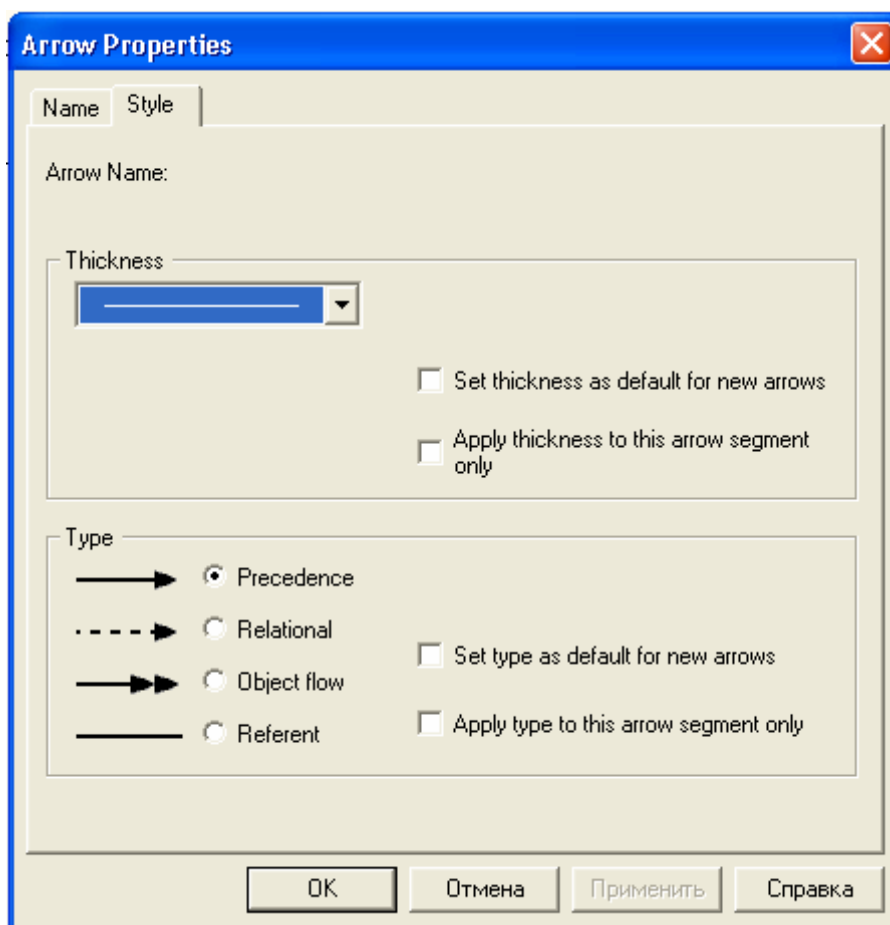 Arrow Properties
Name Style
Arrow Name:
Thickness
Set thickness as default for new arrows
Apply thickness to this arrow segment
only
Type
Precedence
Relational
Set type as default for new arrows
Object flow
Apply type to this arrow segment only
Referent
OK Отмена Применить Справка